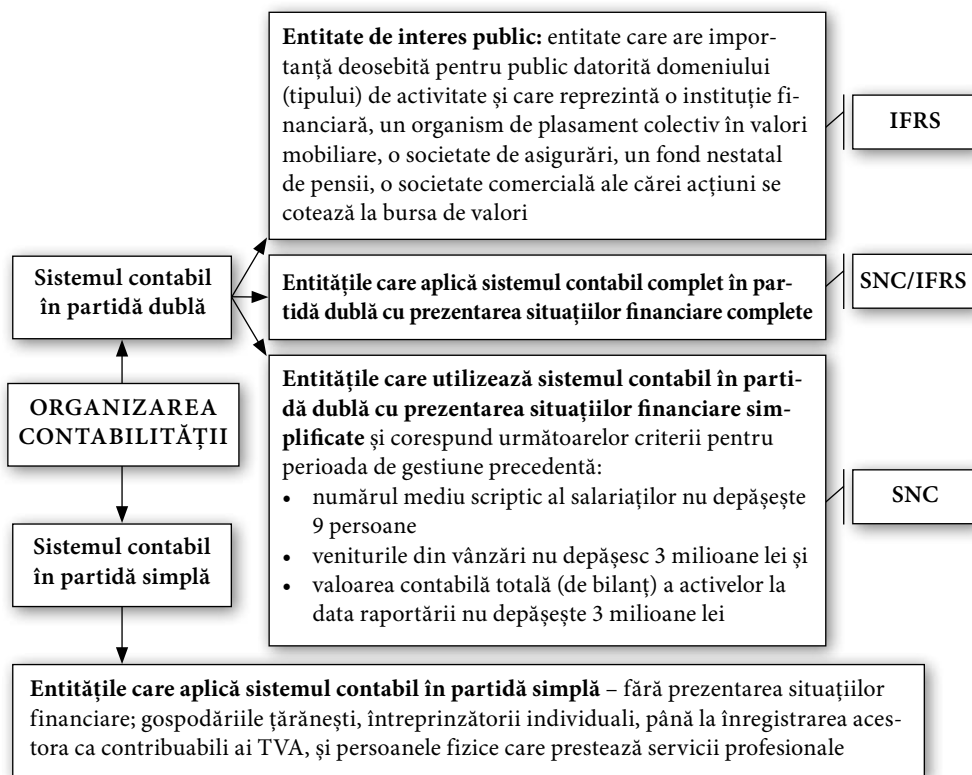 Entitate de interes public: entitate care are impor-
tanță deosebită pentru public datorită domeniului
(tipului) de activitate și care reprezintă o instituție fi-
nanciară, un organism de plasament colectiv în valori
mobiliare, o societate de asigurări, un fond nestatal
de pensii, o societate comercială ale cărei acțiuni se
cotează la bursa de valori
IFRS
Sistemul contabil
în partidă dublă
Entitățile care aplică sistemul contabil complet în par-
tidă dublă cu prezentarea situațiilor financiare complete
SNC/IFRS
Entitățile care utilizează sistemul contabil în parti-
dă dublă cu prezentarea situațiilor financiare sim-
plificate și corespund următoarelor criterii pentru
perioada de gestiune precedentă:
• numărul mediu scriptic al salariaților nu depășește
9 persoane
• veniturile din vânzări nu depășesc 3 milioane lei și
• valoarea contabilă totală (de bilanț) a activelor la
data raportării nu depășește 3 milioane lei
SNC
ORGANIZAREA
CONTABILITĂȚII
Sistemul contabil
în partidă simplă
Entitățile care aplică sistemul contabil în partidă simplă – fără prezentarea situațiilor
financiare; gospodăriile țărănești, întreprinzătorii individuali, până la înregistrarea aces-
tora ca contribuabili ai TVA, și persoanele fizice care prestează servicii profesionale